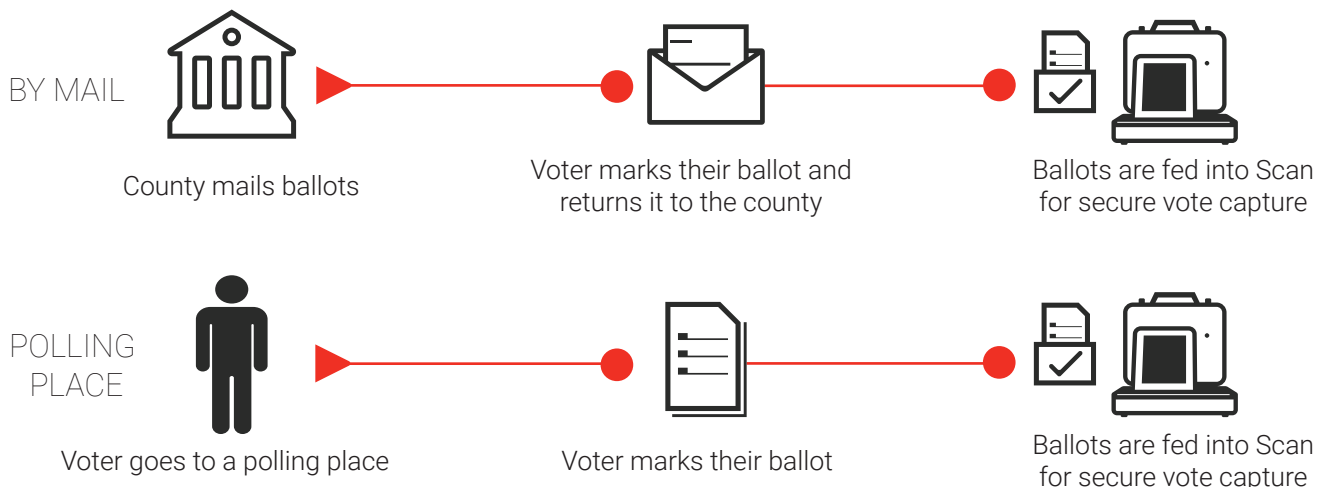 BY MAIL
County mails ballots
Voter marks their ballot and
returns it to the county
Ballots are fed into Scan
for secure vote capture
POLLING
PLACE
Voter goes to a polling place
Voter marks their ballot
Ballots are fed into Scan
for secure vote capture